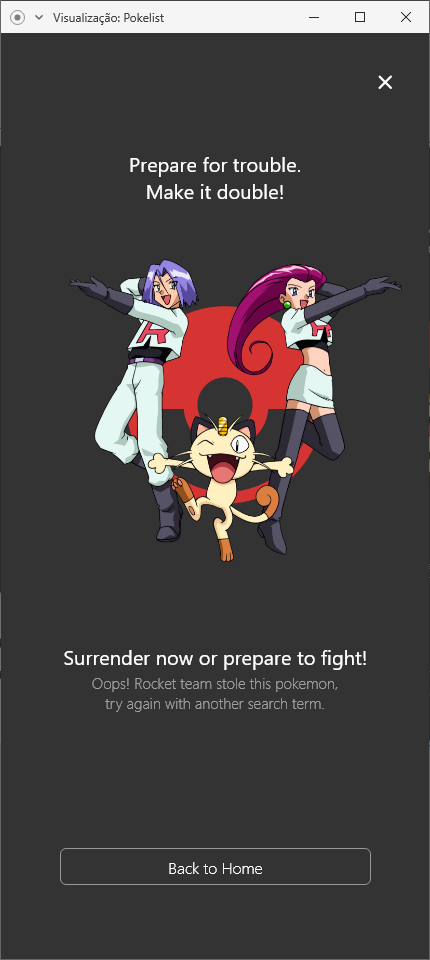 Visualização: Pokelist
Prepare for trouble.
Make it double!
R
R
Surrender now or prepare to fight!
Oops! Rocket team stole this pokemon,
try again with another search term.
Back to Home